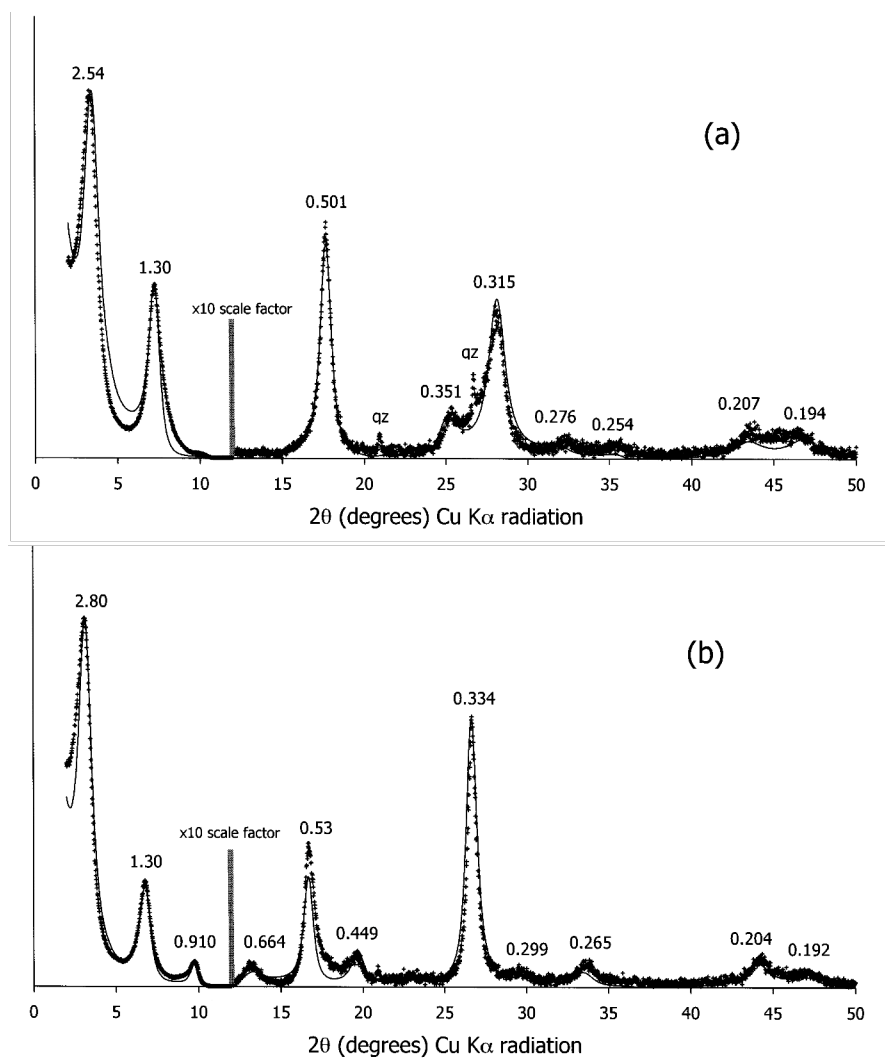 2.54
(a)
0.501
1.30
0.315
x10 scale factor
qz
0.351
qz
0.276
0.254
0.207
0.194
0 5 10 15 20 25 30 35 40 45 50
2θ (degrees) Cu Kα radiation
2.80
(b)
0.334
x10 scale factor
0.53
1.30
0.910
0.664
0.449
0.299
0.265
0.204
0.192
0 5 10 15 20 25 30 35 40 45 50
2θ (degrees) Cu Kα radiation